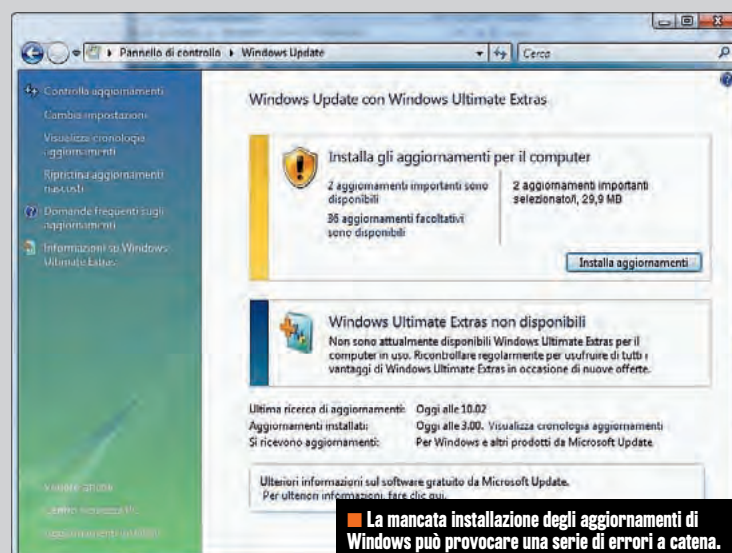 Pannello di controllo
Windows Update
Cerca
Controlla aggiornamenti
Cambia impostazioni
Visualizza cronologia
aggiornamenti
Ripristina aggiornamenti
nascosti
Domande frequenti sugli
aggiornamenti
Informazioni su Windows
Ultimate Extras
Windows Update con Windows Ultimate Extras
Installa gli aggiornamenti per il computer
2 aggiornamenti importanti sono
disponibili
36 aggiornamenti facoltativi
sono disponibili
2 aggiornamenti importanti
selezionato/i, 29,9 MB
Installa aggiornamenti
Windows Ultimate Extras non disponibili
Non sono attualmente disponibili Windows Ultimate Extras per il
computer in uso. Ricontrollare regolarmente per usufruire di tutti i
vantaggi di Windows Ultimate Extras in occasione di nuove offerte.
Ultima ricerca di aggiornamenti: Oggi alle 10.02
Aggiornamenti installati: Oggi alle 3.00. Visualizza cronologia aggiornamenti
Si ricevono aggiornamenti: Per Windows e altri prodotti da Microsoft Update
Ulteriori informazioni sul software gratuito da Microsoft Update.
Per ulteriori informazioni, fare clic qui.
Vedere anche
Centro sicurezza PC
Aggiornamenti installati
La mancata installazione degli aggiornamenti di
Windows può provocare una serie di errori a catena.